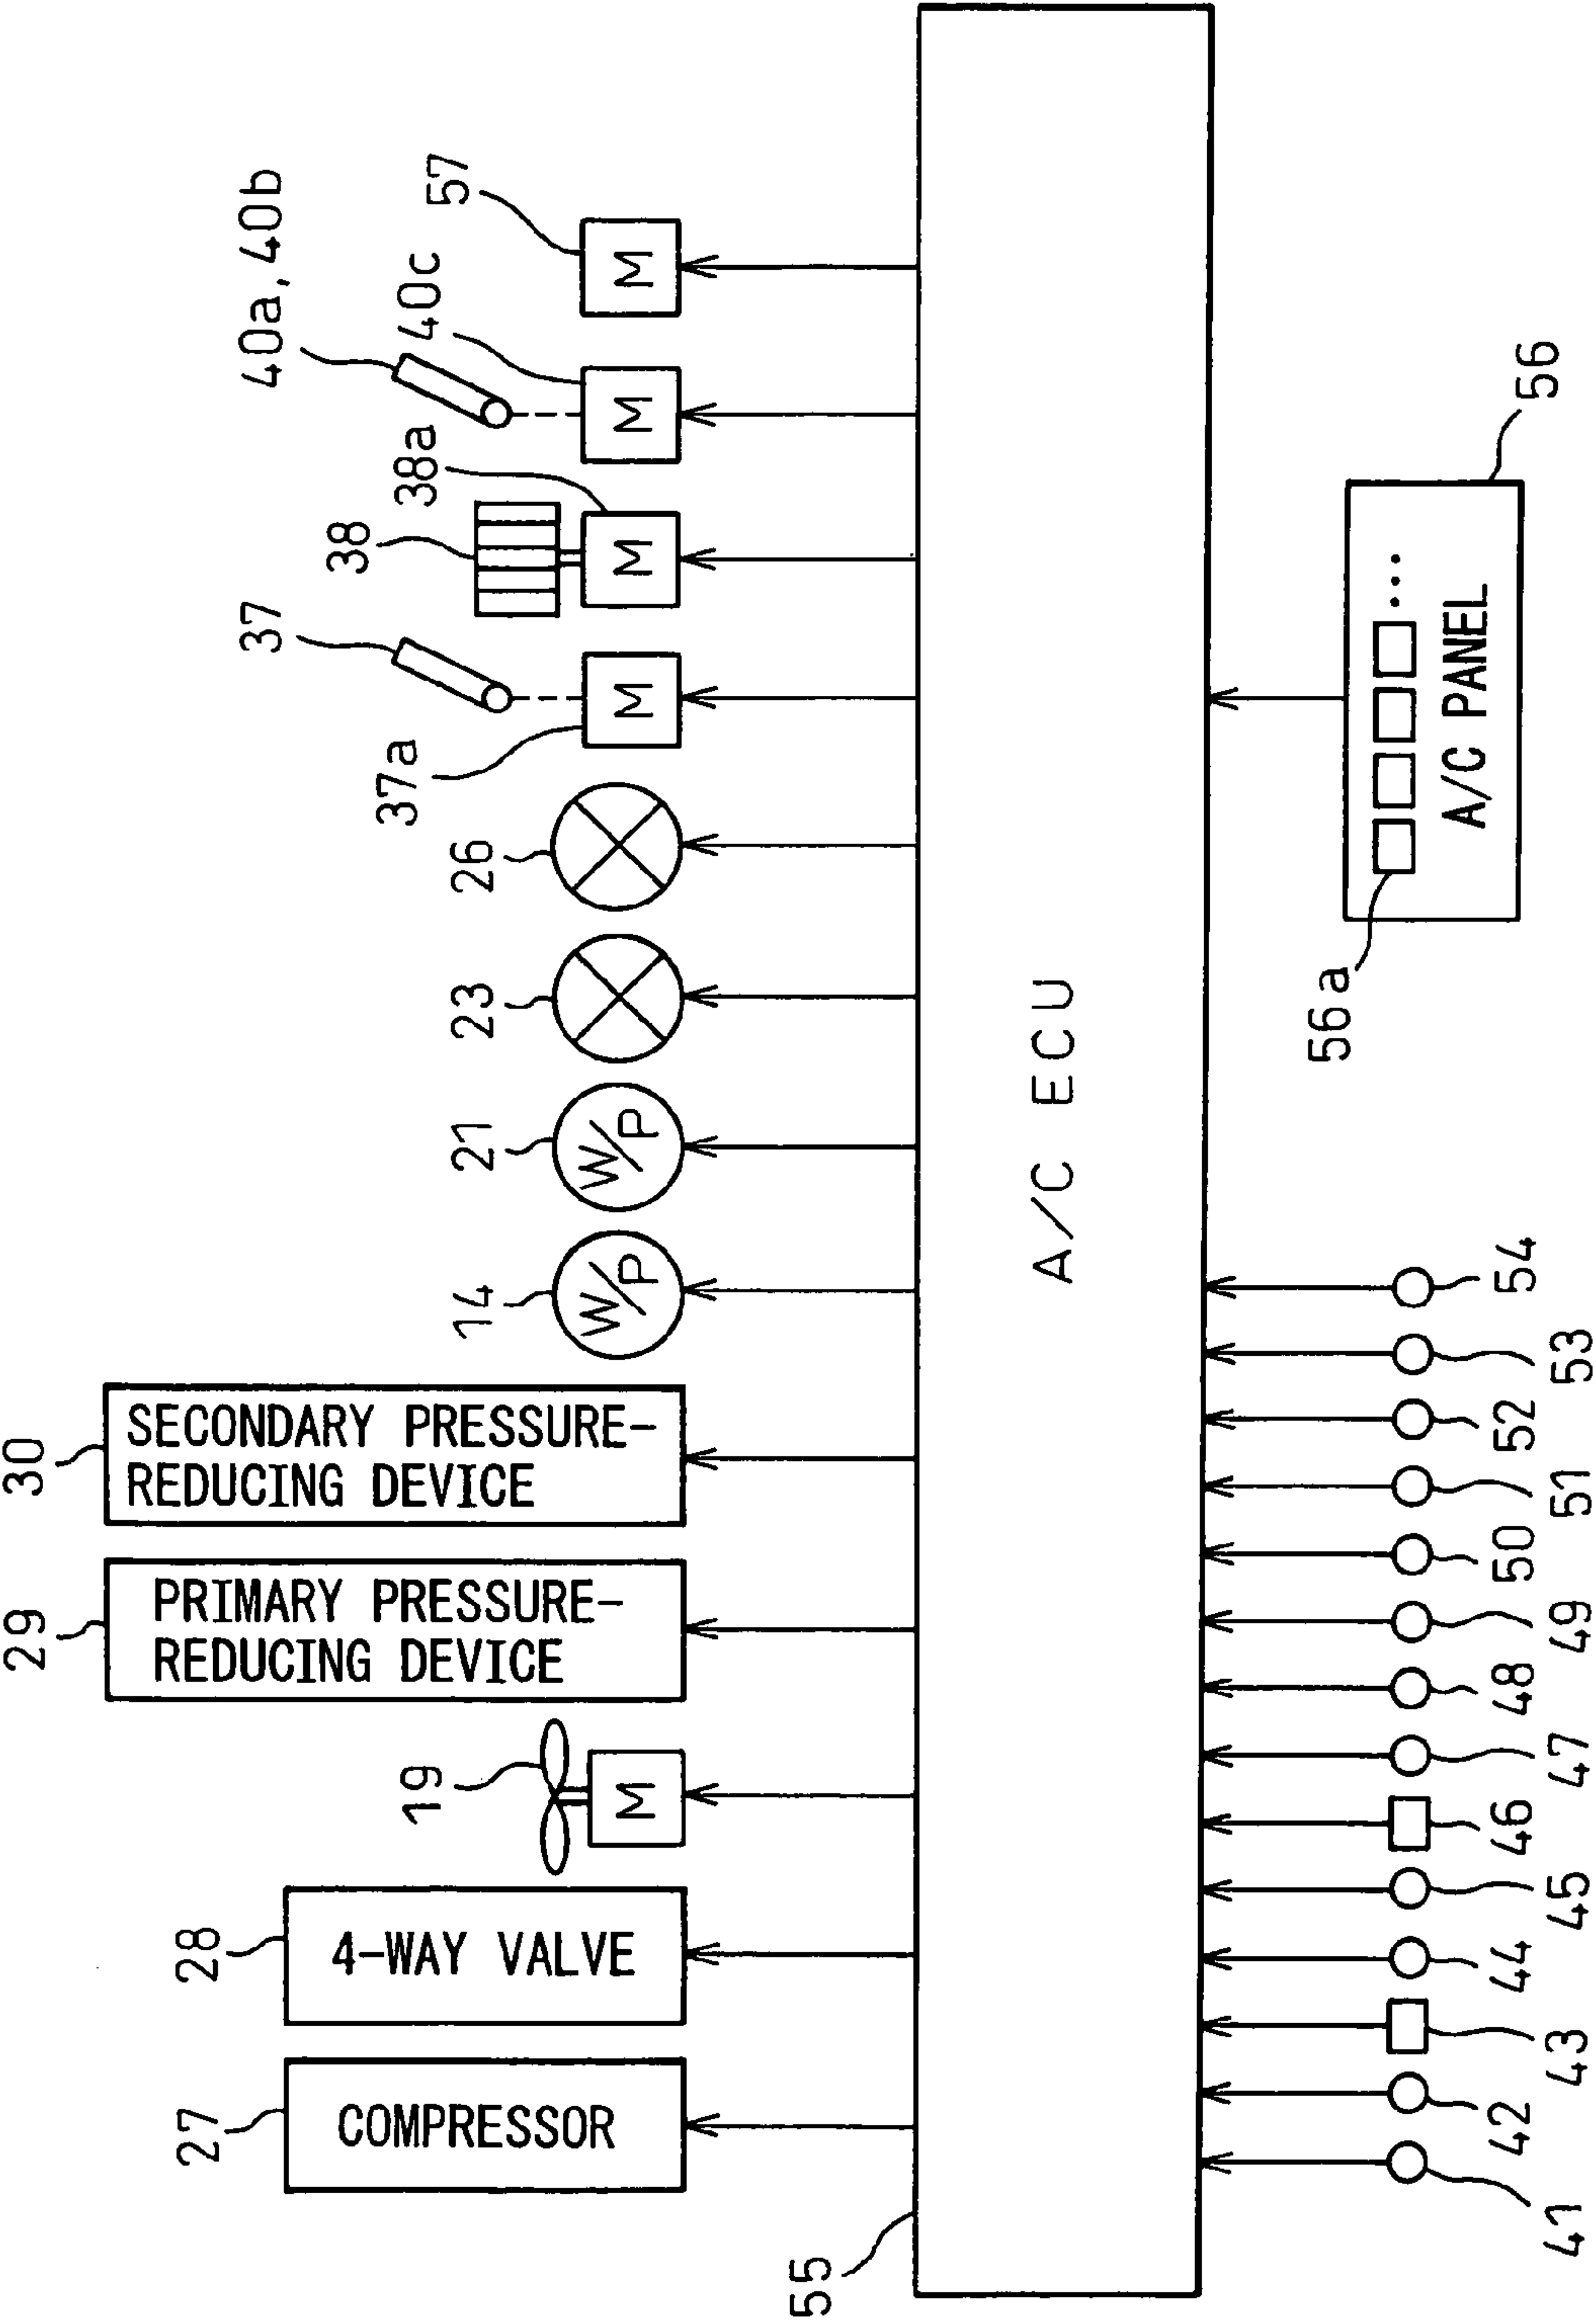 30
SECONDARY PRESSURE-
REDUCING DEVICE
29
PRIMARY PRESSURE-
REDUCING DEVICE
28
4-WAY VALVE
27
COMPRESSOR
19
M
14
W/P
21
W/P
23
26
37
37a
M
38
38a
M
40a, 40b
40c
M
57
M
55
A/C ECU
41
42
43
44
45
46
47
48
49
50
51
52
53
54
56a
...
A/C PANEL
56